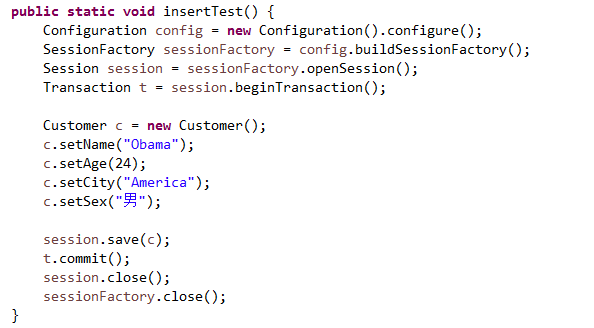 public static void insertTest() {
    Configuration config = new Configuration().configure();
    SessionFactory sessionFactory = config.buildSessionFactory();
    Session session = sessionFactory.openSession();
    Transaction t = session.beginTransaction();

    Customer c = new Customer();
    c.setName("Obama");
    c.setAge(24);
    c.setCity("America");
    c.setSex("男");

    session.save(c);
    t.commit();
    session.close();
    sessionFactory.close();
}